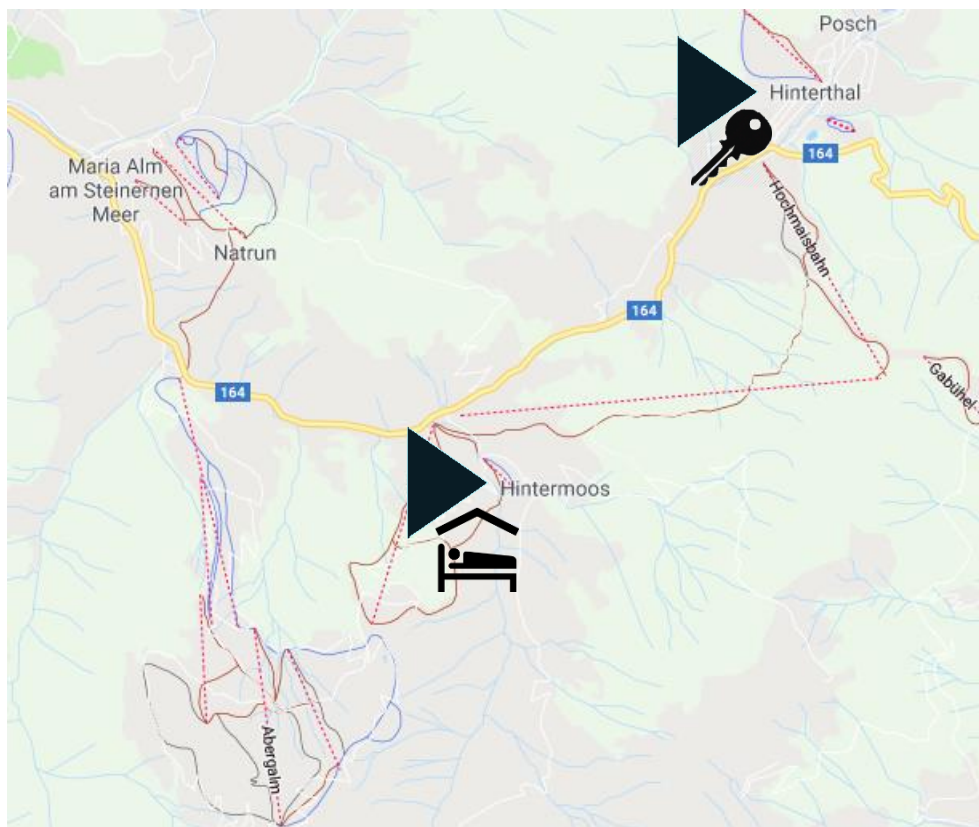 Posch
Hinterthal
164
Maria Alm
am Steinernen
Meer
Hochmaisbahn
Natrun
164
Gabühel-
164
Hintermoos
Abergalm